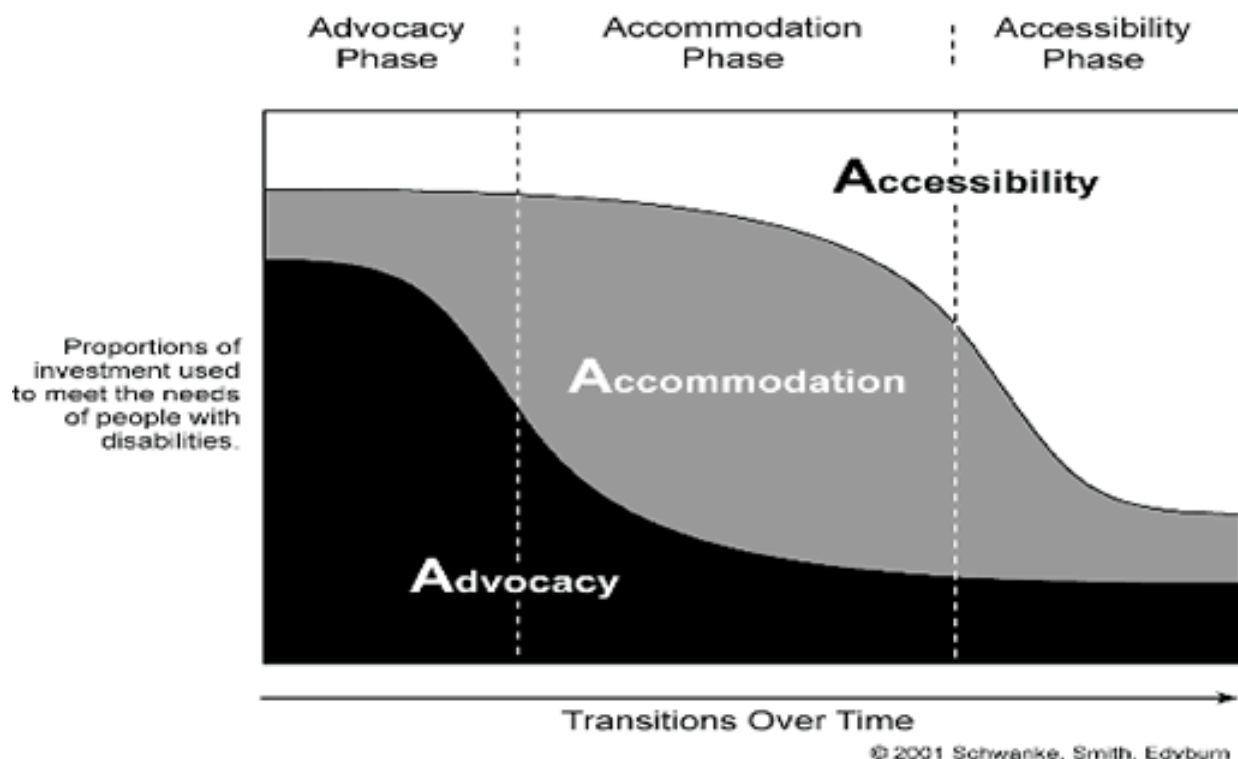 Advocacy Phase
Accommodation Phase
Accessibility Phase
Accessibility
Proportions of
investment used
to meet the needs
of people with
disabilities.
Accommodation
Advocacy
Transitions Over Time
© 2001 Schwanke, Smith, Edyburn